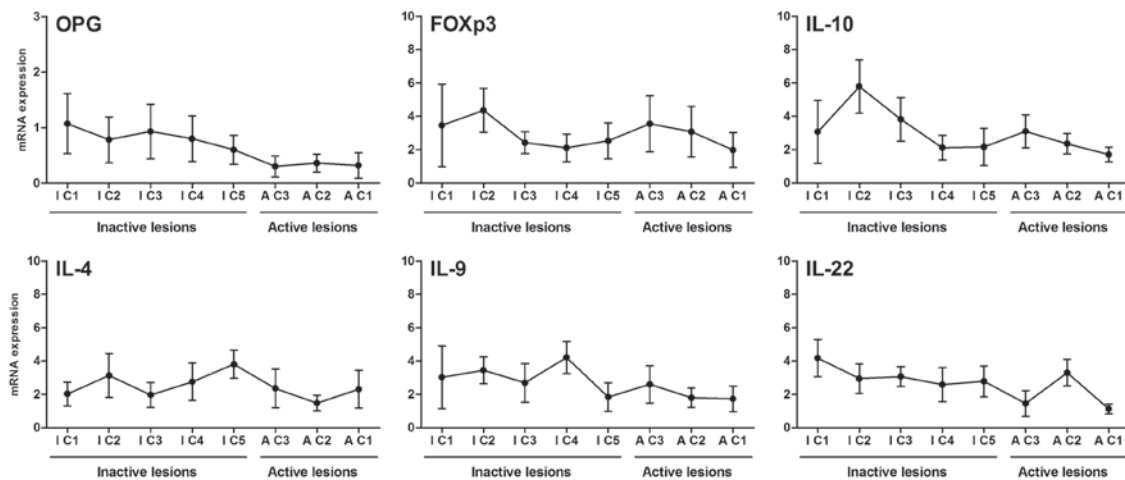 OPG
FOXp3
IL-10
mRNA expression
3
2
1
0
10
8
6
4
2
0
10
8
6
4
2
0
I C1 I C2 I C3 I C4 I C5 A C3 A C2 A C1
I C1 I C2 I C3 I C4 I C5 A C3 A C2 A C1
I C1 I C2 I C3 I C4 I C5 A C3 A C2 A C1
Inactive lesions Active lesions
Inactive lesions Active lesions
Inactive lesions Active lesions
IL-4
IL-9
IL-22
mRNA expression
10
8
6
4
2
0
10
8
6
4
2
0
10
8
6
4
2
0
I C1 I C2 I C3 I C4 I C5 A C3 A C2 A C1
I C1 I C2 I C3 I C4 I C5 A C3 A C2 A C1
I C1 I C2 I C3 I C4 I C5 A C3 A C2 A C1
Inactive lesions Active lesions
Inactive lesions Active lesions
Inactive lesions Active lesions